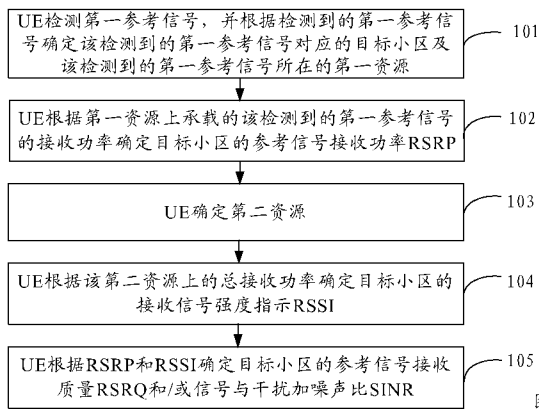 UE检测第一参考信号，并根据检测到的第一参考信
号确定该检测到的第一参考信号对应的目标小区及
该检测到的第一参考信号所在的第一资源
101
UE根据第一资源上承载的该检测到的第一参考信号
的接收功率确定目标小区的参考信号接收功率RSRP
102
UE确定第二资源
103
UE根据该第二资源上的总接收功率确定目标小区的
接收信号强度指示RSSI
104
UE根据RSRP和RSSI确定目标小区的参考信号接收
质量RSRQ和/或信号与干扰加噪声比SINR
105